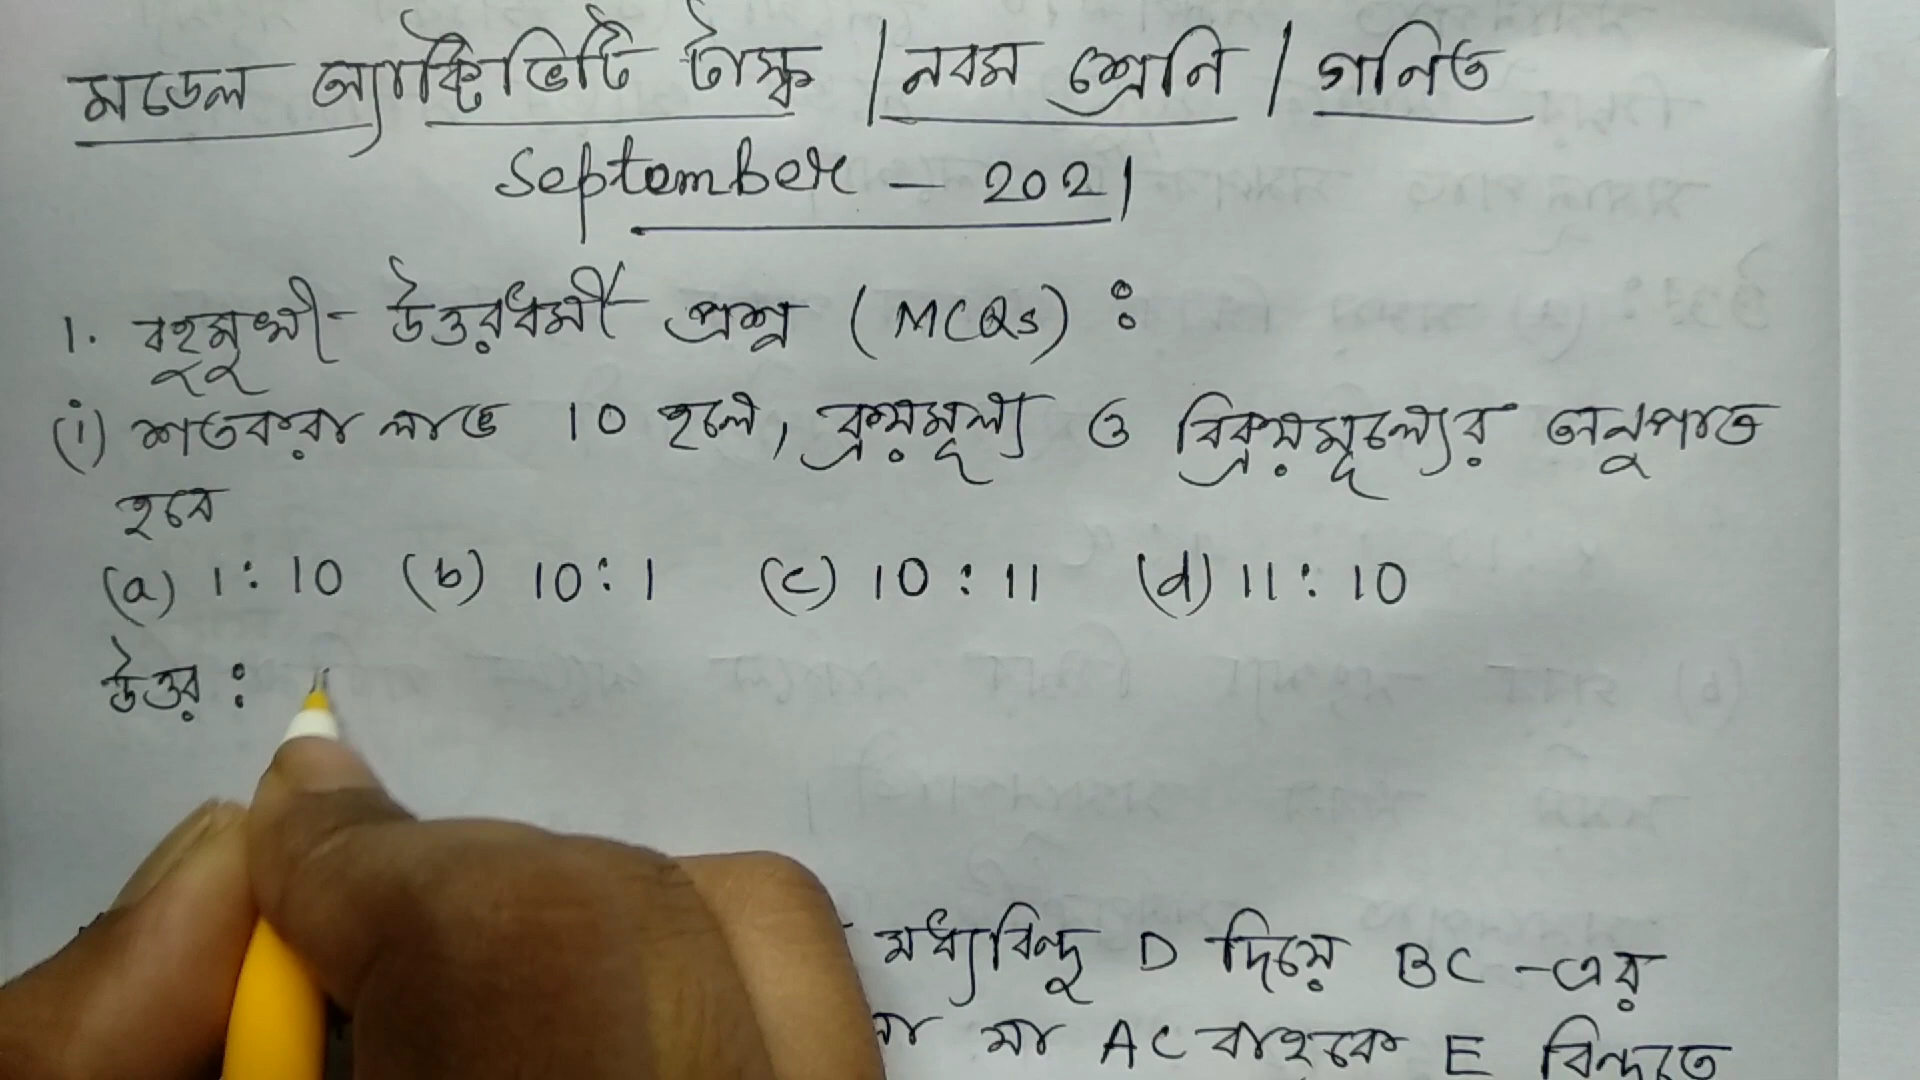 মডেল অ্যাক্টিভিটি টাস্ক | নবম শ্রেনি | গনিত
September - 2021
1. বহুমুখী - উত্তরধর্মী প্রশ্ন (MCQs) :
(i) শতকরা লাভ 10 হলে, ক্রয়মূল্য ও বিক্রয়মূল্যের অনুপাত
হবে
(a) 1 : 10 (b) 10 : 1 (c) 10 : 11 (d) 11 : 10
উত্তর :
মধ্যবিন্দু D দিয়ে BC -এর
যা AC বাহুকে E বিন্দুতে